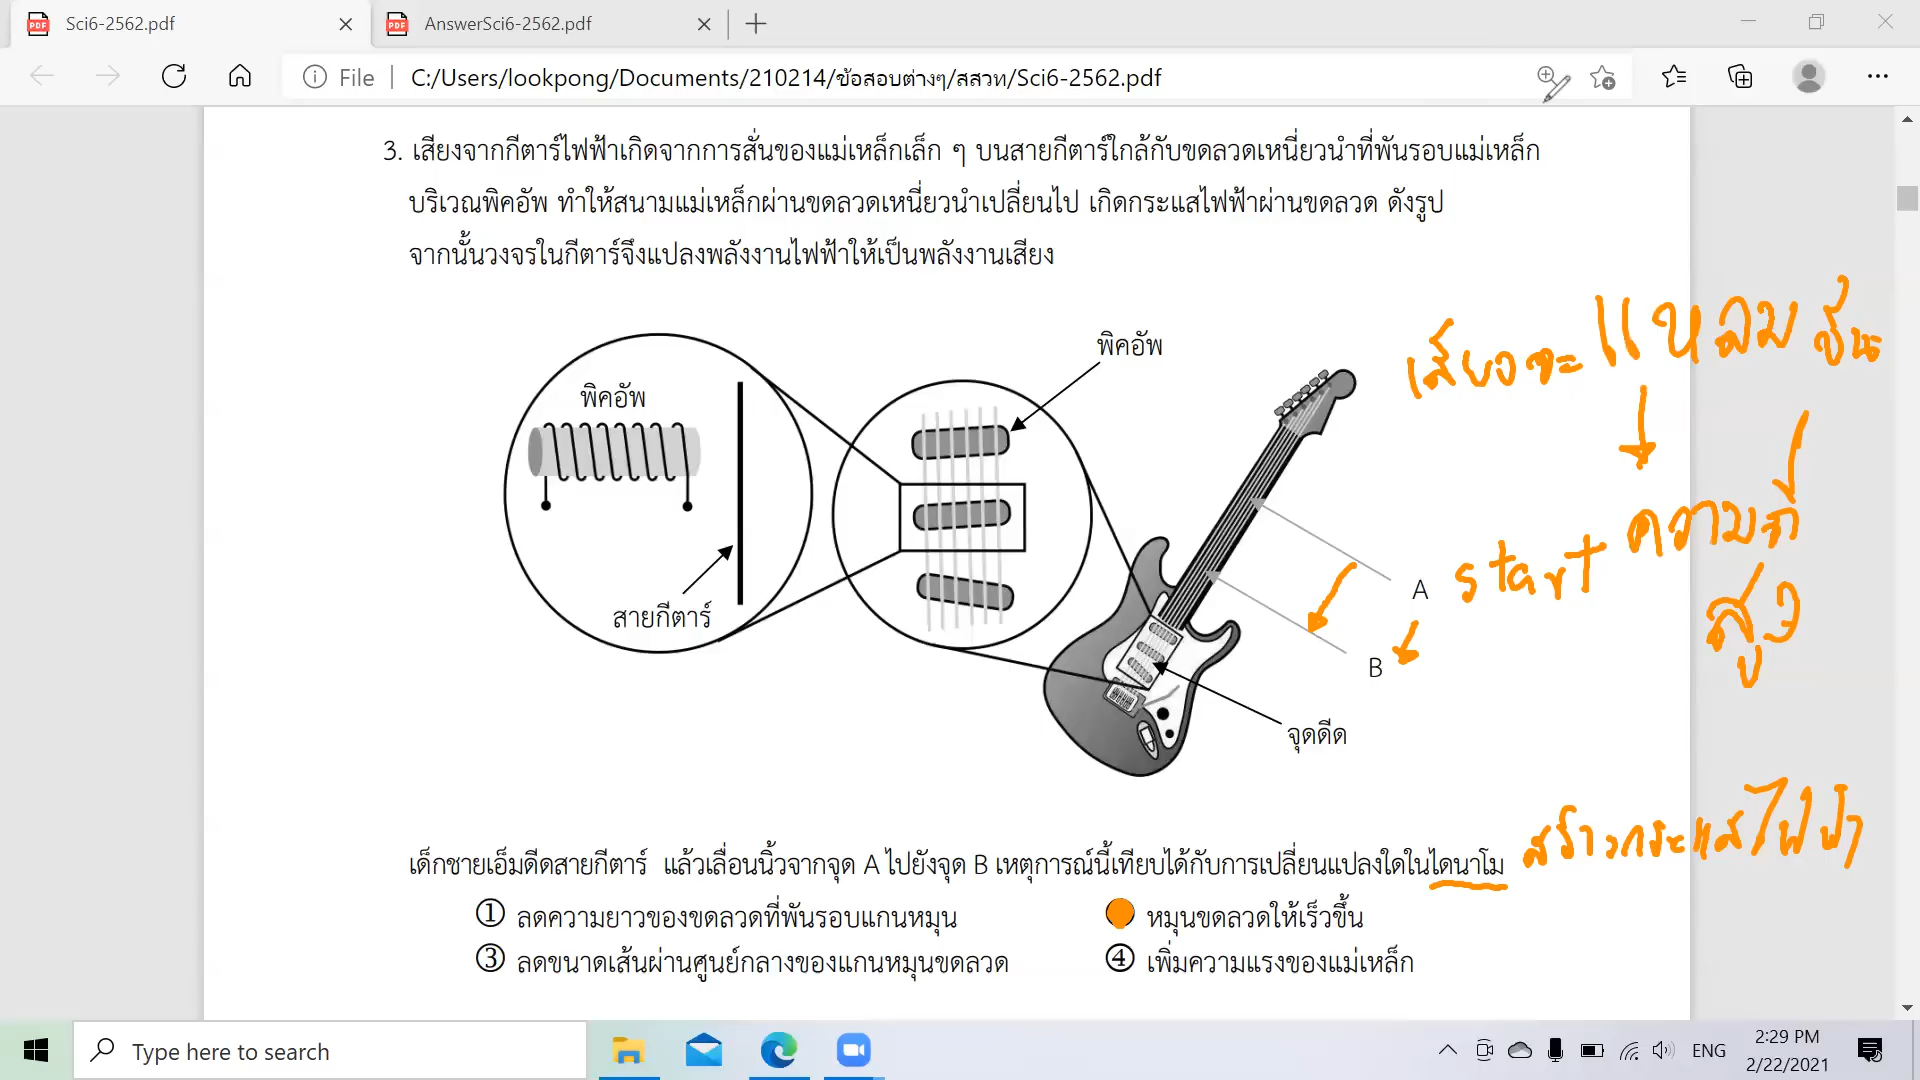 Sci6-2562.pdf
AnswerSci6-2562.pdf
File
C:/Users/lookpong/Documents/210214/ข้อสอบต่างๆ/สสวท/Sci6-2562.pdf
3. เสียงจากกีตาร์ไฟฟ้าเกิดจากการสั่นของแม่เหล็กเล็ก ๆ บนสายกีตาร์ใกล้กับขดลวดเหนี่ยวนำที่พันรอบแม่เหล็ก
บริเวณพิคอัพ ทำให้สนามแม่เหล็กผ่านขดลวดเหนี่ยวนำเปลี่ยนไป เกิดกระแสไฟฟ้าผ่านขดลวด ดังรูป
จากนั้นวงจรในกีตาร์จึงแปลงพลังงานไฟฟ้าให้เป็นพลังงานเสียง
เสียงจะแหลมขึ้น
พิคอัพ
พิคอัพ
สายกีตาร์
A
start
ความถี่
สูง
B
จุดดีด
สร้างกระแสไฟฟ้า
เด็กชายเอ็มดีดสายกีตาร์ แล้วเลื่อนนิ้วจากจุด A ไปยังจุด B เหตุการณ์นี้เทียบได้กับการเปลี่ยนแปลงใดในไดนาโม
① ลดความยาวของขดลวดที่พันรอบแกนหมุน
หมุนขดลวดให้เร็วขึ้น
③ ลดขนาดเส้นผ่านศูนย์กลางของแกนหมุนขดลวด
④ เพิ่มความแรงของแม่เหล็ก
Type here to search
ENG
2:29 PM
2/22/2021